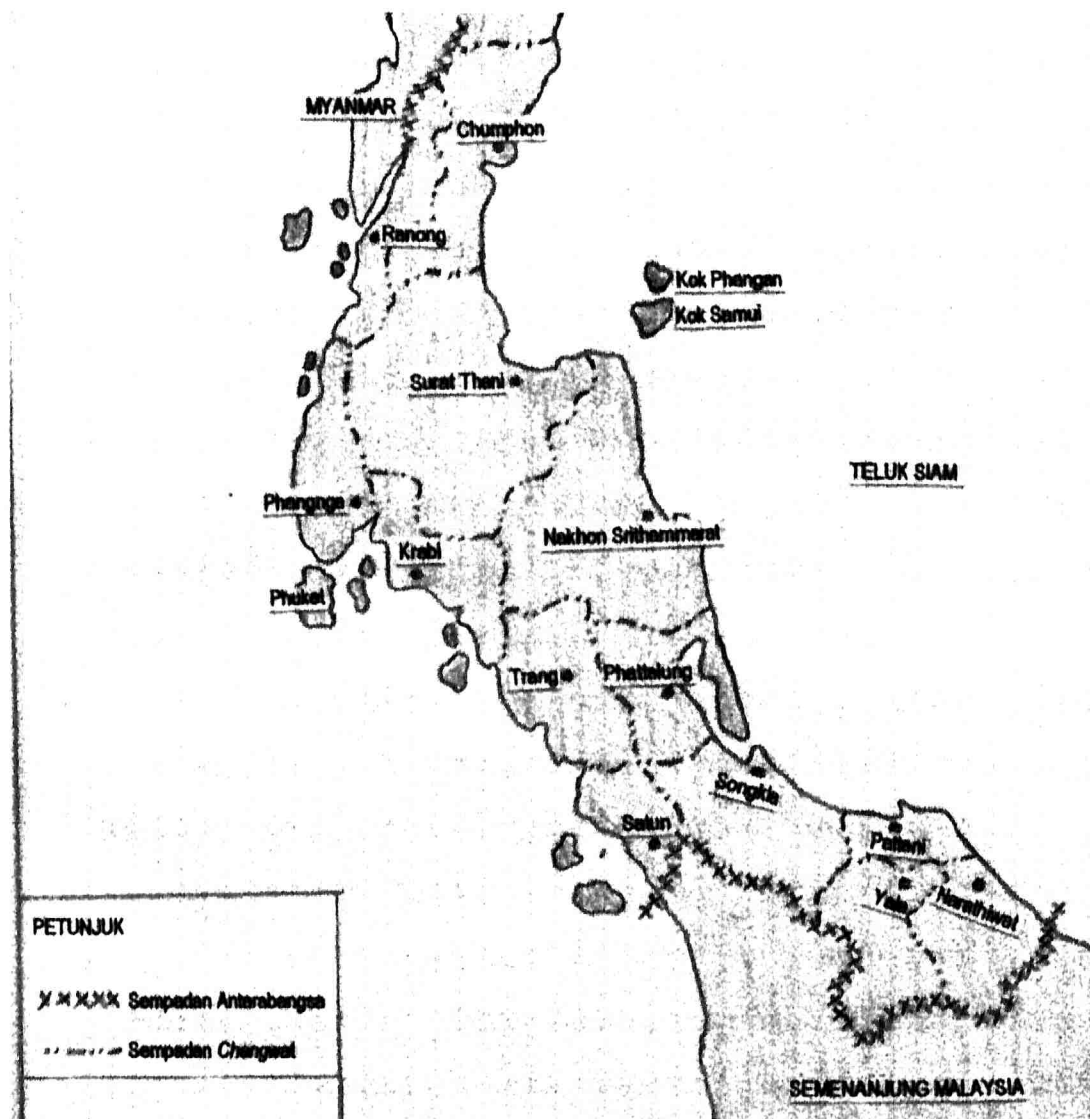 MYANMAR
Chumphon
Ranong
Kok Phangan
Kok Samui
Surat Thani
TELUK SIAM
Phangnga
Nakhon Srithammarat
Krabi
Phuket
Trang
Phattalung
Songkla
Satun
Pattani
Yala
Narathiwat
PETUNJUK
Sempadan Antarabangsa
Sempadan Changwat
SEMENANJUNG MALAYSIA